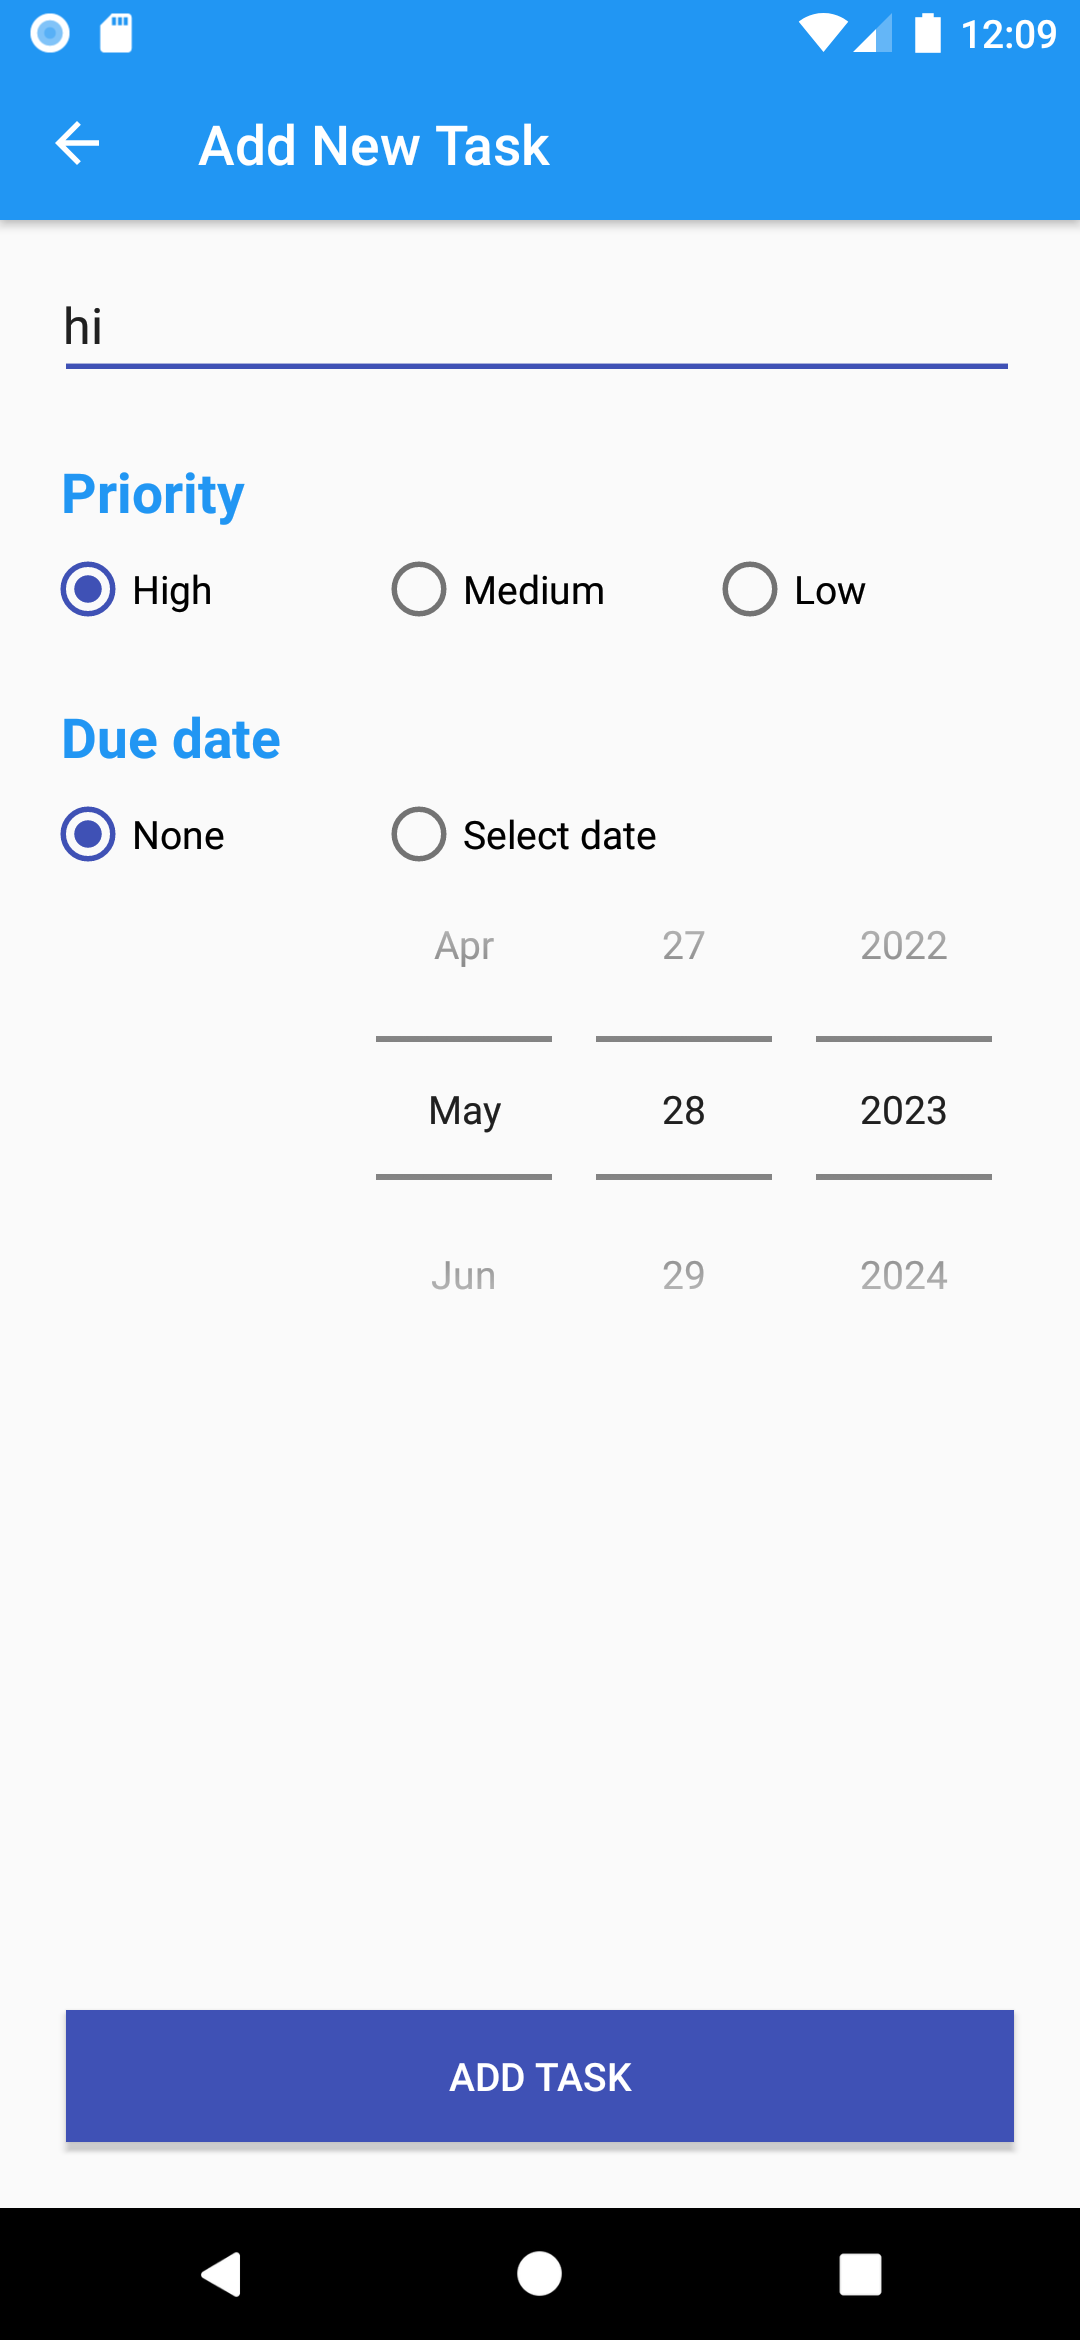 12:09
Add New Task
hi
Priority
High Medium Low
Due date
None Select date
Apr 27 2022
May 28 2023
Jun 29 2024
ADD TASK